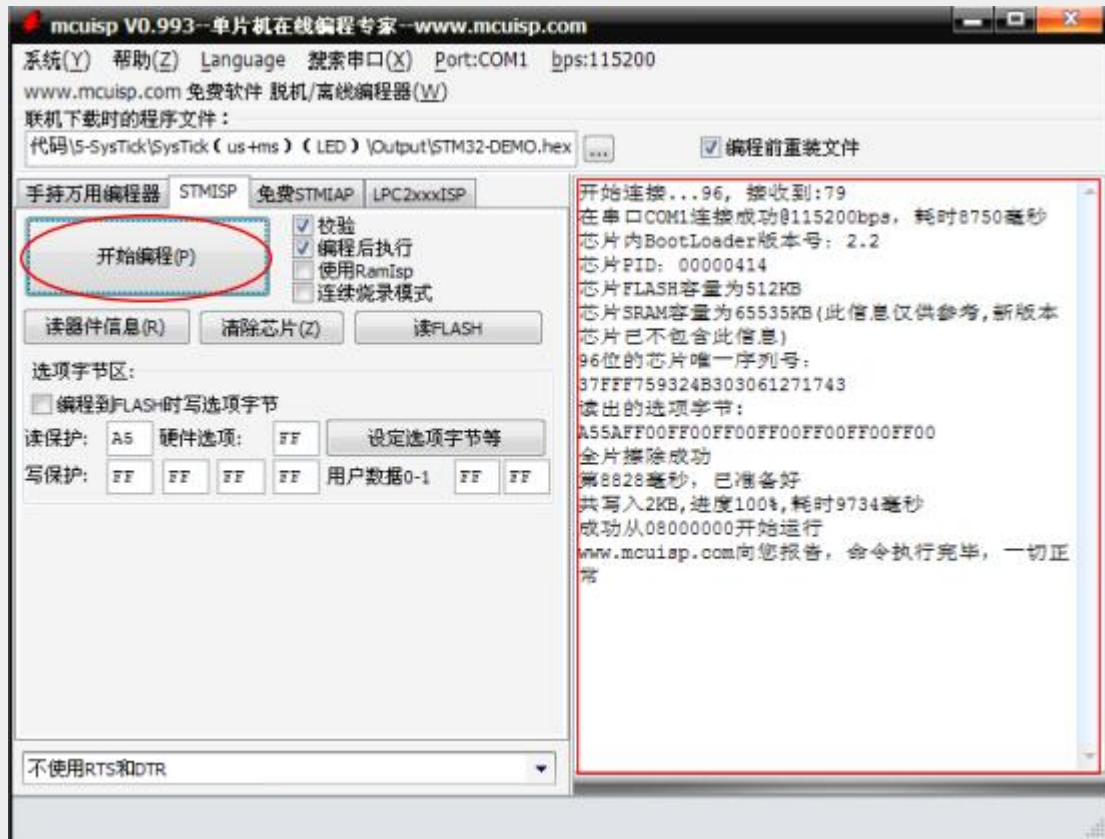 mcuisp V0.993--单片机在线编程专家--www.mcuisp.com
系统(Y) 帮助(Z) Language 搜索串口(X) Port:COM1 bps:115200
www.mcuisp.com 免费软件 脱机/离线编程器(W)
联机下载时的程序文件:
代码\5-SysTick\SysTick(us+ms)(LED)\Output\STM32-DEMO.hex ... 编程前重装文件
手持万用编程器 STMISP 免费STMIAP LPC2xxxISP
开始编程(P)
校验
编程后执行
使用RamIsp
连续烧录模式
读器件信息(R) 清除芯片(Z) 读FLASH
选项字节区:
编程到FLASH时写选项字节
读保护: A5 硬件选项: FF 设定选项字节等
写保护: FF FF FF FF 用户数据0-1 FF FF
不使用RTS和DTR
开始连接...96, 接收到:79
在串口COM1连接成功@115200bps, 耗时8750毫秒
芯片内BootLoader版本号: 2.2
芯片PID: 00000414
芯片FLASH容量为512KB
芯片SRAM容量为65535KB(此信息仅供参考,新版本
芯片已不包含此信息)
96位的芯片唯一序列号:
37FFF759324B303061271743
读出的选项字节:
A55AFF00FF00FF00FF00FF00FF00FF00
全片擦除成功
第8828毫秒, 已准备好
共写入2KB,进度100%,耗时9734毫秒
成功从08000000开始运行
www.mcuisp.com向您报告, 命令执行完毕, 一切正
常